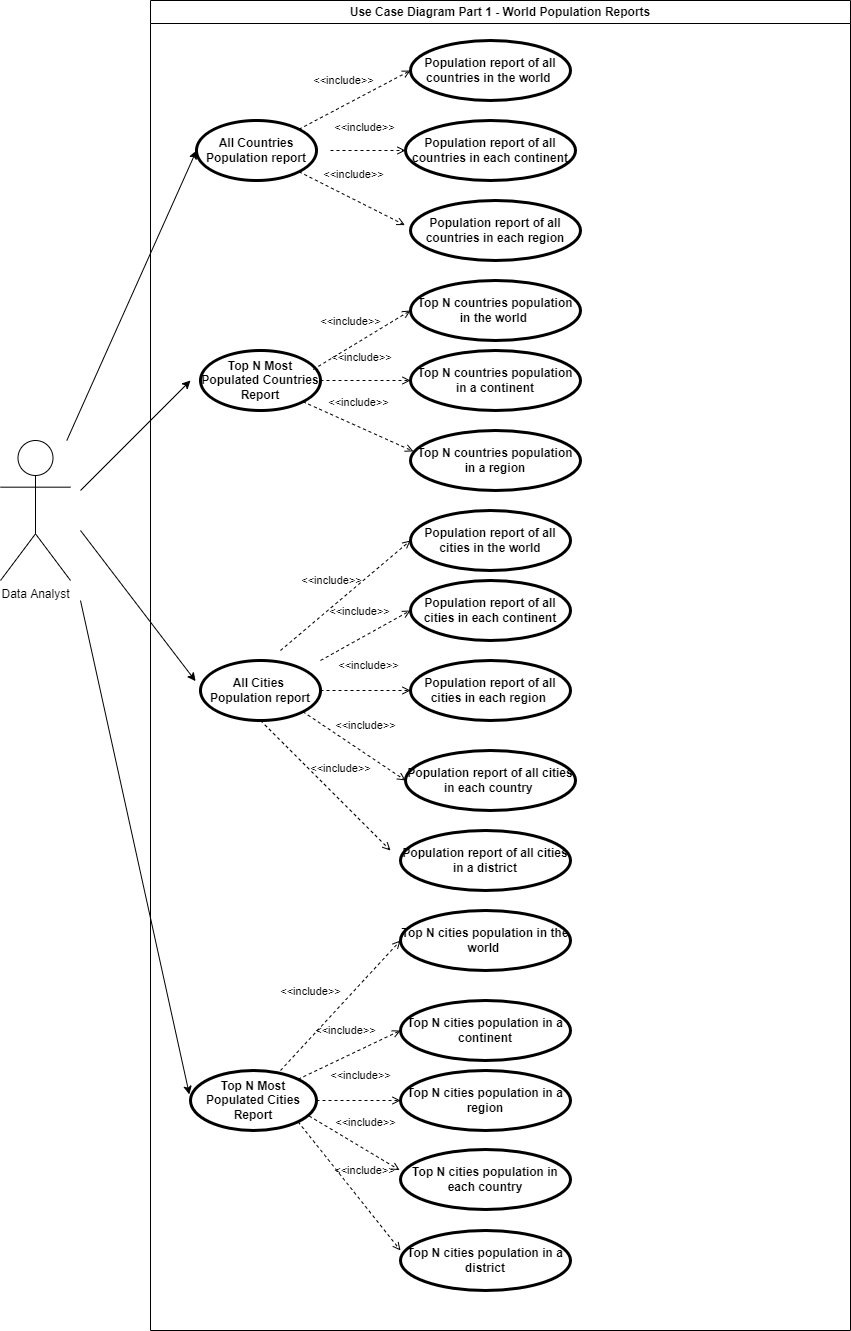 Use Case Diagram Part 1 - World Population Reports
Population report of all
countries in the world
<<include>>
All Countries
Population report
<<include>>
Population report of all
countries in each continent
<<include>>
Population report of all
countries in each region
Top N countries population
in the world
<<include>>
Top N Most
Populated Countries
Report
<<include>>
Top N countries population
in a continent
<<include>>
Top N countries population
in a region
Data Analyst
Population report of all
cities in the world
<<include>>
Population report of all
cities in each continent
<<include>>
All Cities
Population report
<<include>>
Population report of all
cities in each region
<<include>>
Population report of all cities
in each country
<<include>>
Population report of all cities
in a district
Top N cities population in the
world
<<include>>
Top N cities population in a
continent
<<include>>
Top N Most
Populated Cities
Report
<<include>>
Top N cities population in a
region
<<include>>
Top N cities population in
each country
<<include>>
Top N cities population in a
district